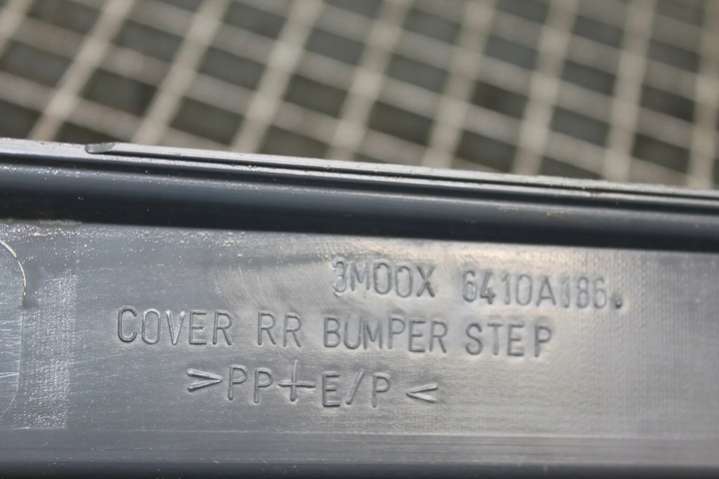 3M00X 6410A186
COVER RR BUMPER STEP
>PP+E/P<